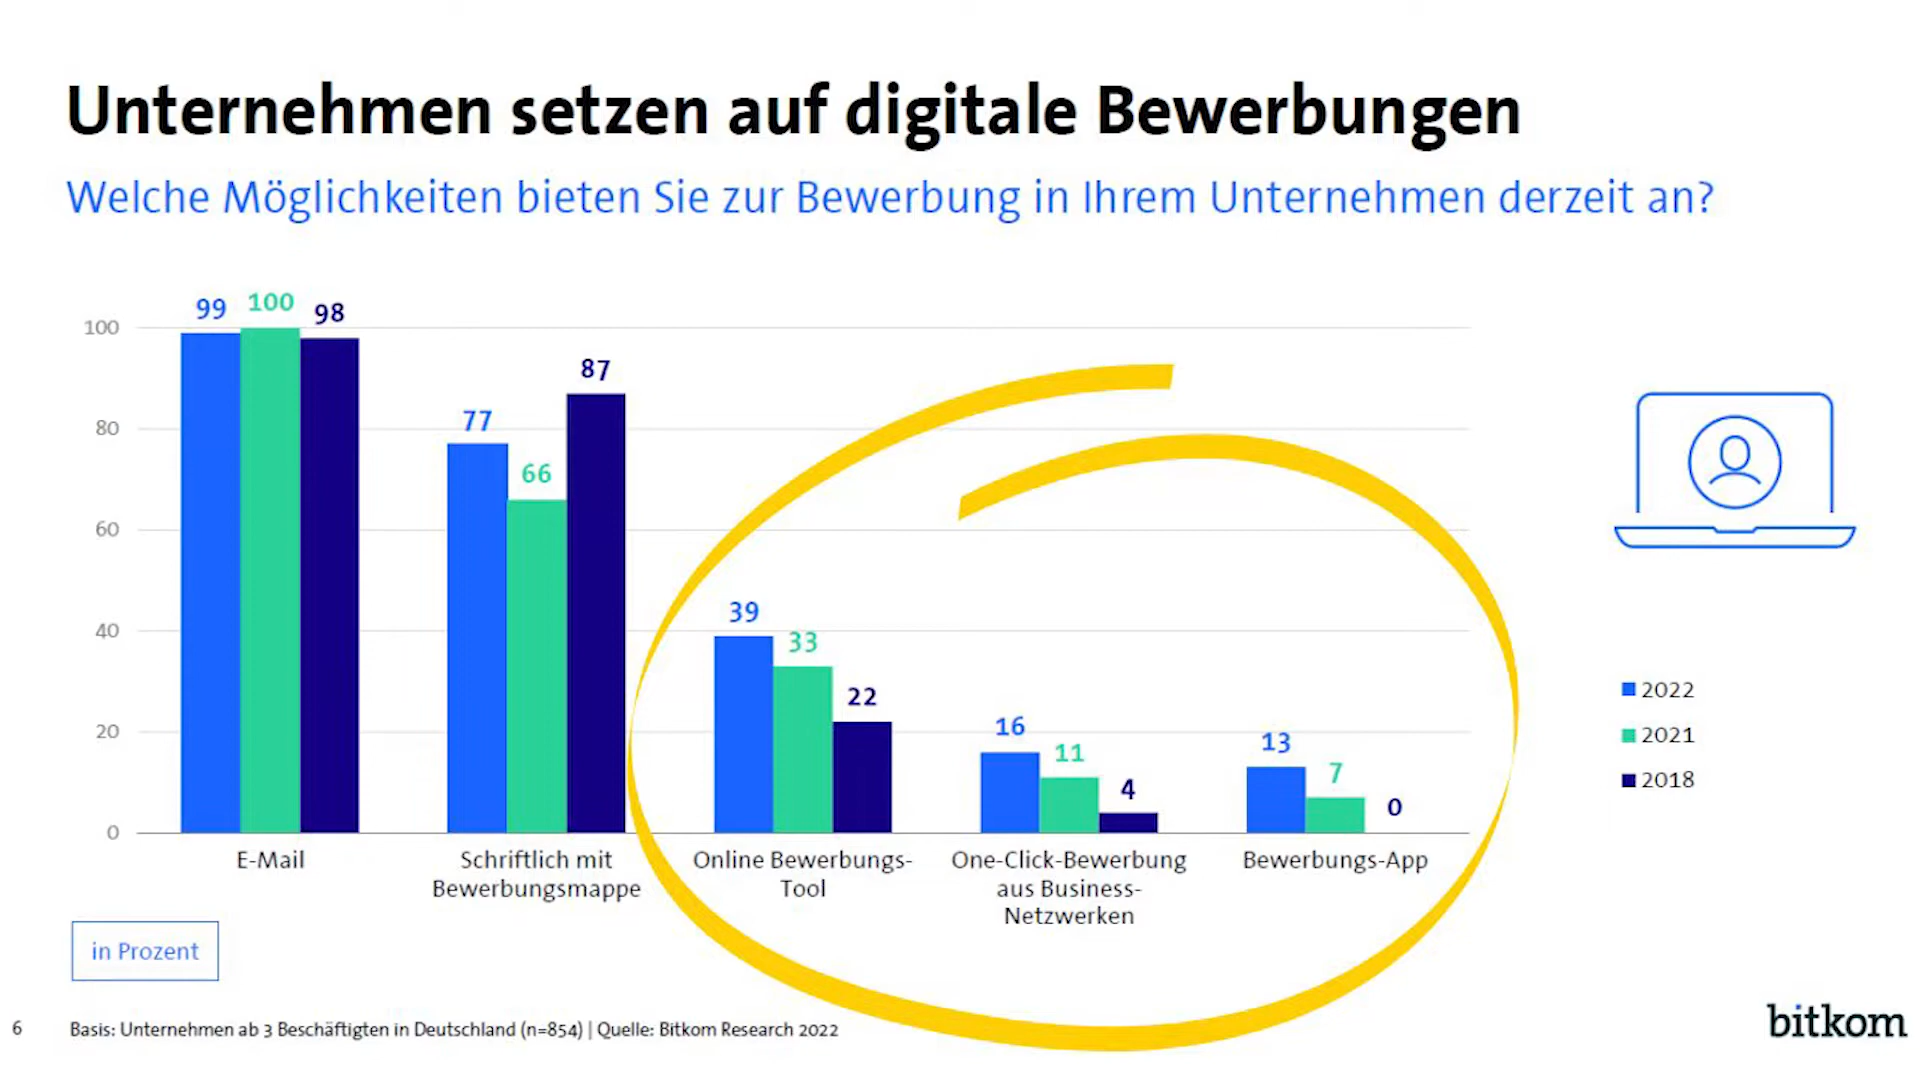 Unternehmen setzen auf digitale Bewerbungen
Welche Möglichkeiten bieten Sie zur Bewerbung in Ihrem Unternehmen derzeit an?
100
80
60
40
20
0
99
100
98
77
66
87
39
33
22
16
11
4
13
7
0
E-Mail
Schriftlich mit
Bewerbungsmappe
Online Bewerbungs-
Tool
One-Click-Bewerbung
aus Business-
Netzwerken
Bewerbungs-App
2022
2021
2018
in Prozent
6
Basis: Unternehmen ab 3 Beschäftigten in Deutschland (n=854) | Quelle: Bitkom Research 2022
bitkom